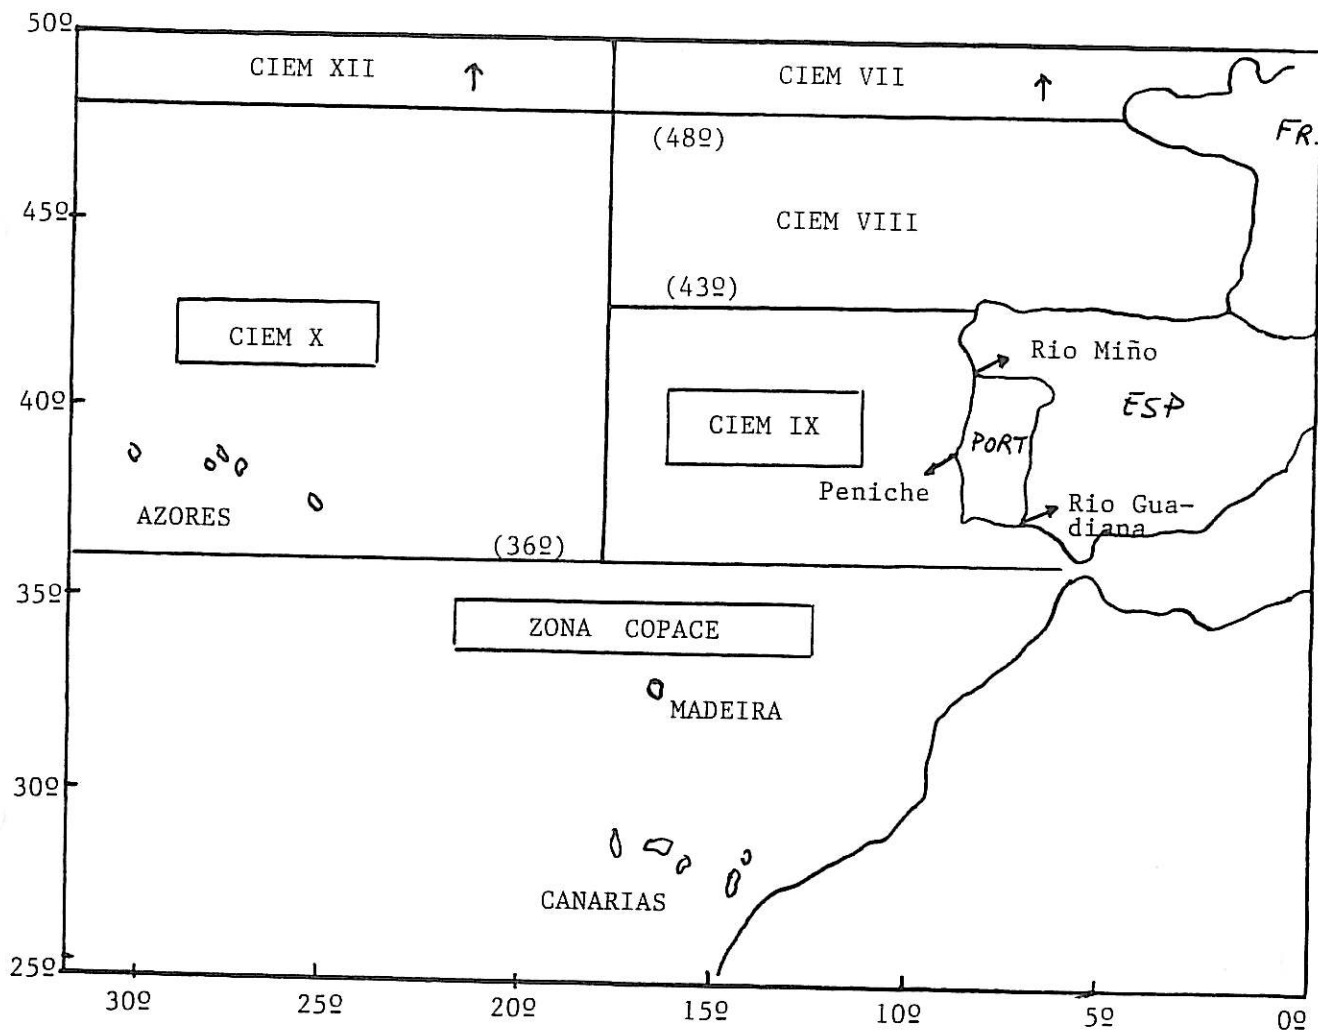 50º
CIEM XII
CIEM VII
(48º)
FR.
45º
CIEM VIII
(43º)
CIEM X
Rio Miño
40º
ESP
CIEM IX
PORT
Peniche
Rio Gua-
diana
AZORES
(36º)
35º
ZONA COPACE
MADEIRA
30º
CANARIAS
25º
30º 25º 20º 15º 10º 5º 0º